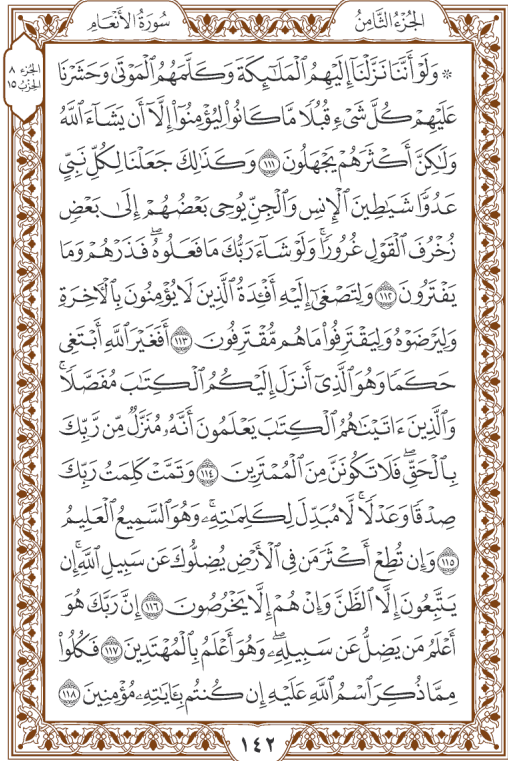 الجزء الثامن
سورة الأنعام
الجزء ٨
الحزب ١٥
۞ وَلَوۡ أَنَّنَا نَزَّلۡنَآ إِلَيۡهِمُ ٱلۡمَلَٰٓئِكَةَ وَكَلَّمَهُمُ ٱلۡمَوۡتَىٰ وَحَشَرۡنَا
عَلَيۡهِمۡ كُلَّ شَيۡءٖ قُبُلٗا مَّا كَانُواْ لِيُؤۡمِنُوٓاْ إِلَّآ أَن يَشَآءَ ٱللَّهُ
وَلَٰكِنَّ أَكۡثَرَهُمۡ يَجۡهَلُونَ ١١١ وَكَذَٰلِكَ جَعَلۡنَا لِكُلِّ نَبِيٍّ
عَدُوّٗا شَيَٰطِينَ ٱلۡإِنسِ وَٱلۡجِنِّ يُوحِي بَعۡضُهُمۡ إِلَىٰ بَعۡضٖ
زُخۡرُفَ ٱلۡقَوۡلِ غُرُورٗاۚ وَلَوۡ شَآءَ رَبُّكَ مَا فَعَلُوهُۖ فَذَرۡهُمۡ وَمَا
يَفۡتَرُونَ ١١٢ وَلِتَصۡغَىٰٓ إِلَيۡهِ أَفۡـِٔدَةُ ٱلَّذِينَ لَا يُؤۡمِنُونَ بِٱلۡأٓخِرَةِ
وَلِيَرۡضَوۡهُ وَلِيَقۡتَرِفُواْ مَا هُم مُّقۡتَرِفُونَ ١١٣ أَفَغَيۡرَ ٱللَّهِ أَبۡتَغِي
حَكَمٗا وَهُوَ ٱلَّذِيٓ أَنزَلَ إِلَيۡكُمُ ٱلۡكِتَٰبَ مُفَصَّلٗاۚ
وَٱلَّذِينَ ءَاتَيۡنَٰهُمُ ٱلۡكِتَٰبَ يَعۡلَمُونَ أَنَّهُۥ مُنَزَّلٞ مِّن رَّبِّكَ
بِٱلۡحَقِّۖ فَلَا تَكُونَنَّ مِنَ ٱلۡمُمۡتَرِينَ ١١٤ وَتَمَّتۡ كَلِمَتُ رَبِّكَ
صِدۡقٗا وَعَدۡلٗاۚ لَّا مُبَدِّلَ لِكَلِمَٰتِهِۦۚ وَهُوَ ٱلسَّمِيعُ ٱلۡعَلِيمُ
١١٥ وَإِن تُطِعۡ أَكۡثَرَ مَن فِي ٱلۡأَرۡضِ يُضِلُّوكَ عَن سَبِيلِ ٱللَّهِۚ إِن
يَتَّبِعُونَ إِلَّا ٱلظَّنَّ وَإِنۡ هُمۡ إِلَّا يَخۡرُصُونَ ١١٦ إِنَّ رَبَّكَ هُوَ
أَعۡلَمُ مَن يَضِلُّ عَن سَبِيلِهِۦۖ وَهُوَ أَعۡلَمُ بِٱلۡمُهۡتَدِينَ ١١٧ فَكُلُواْ
مِمَّا ذُكِرَ ٱسۡمُ ٱللَّهِ عَلَيۡهِ إِن كُنتُم بِـَٔايَٰتِهِۦ مُؤۡمِنِينَ ١١٨
١٤٢